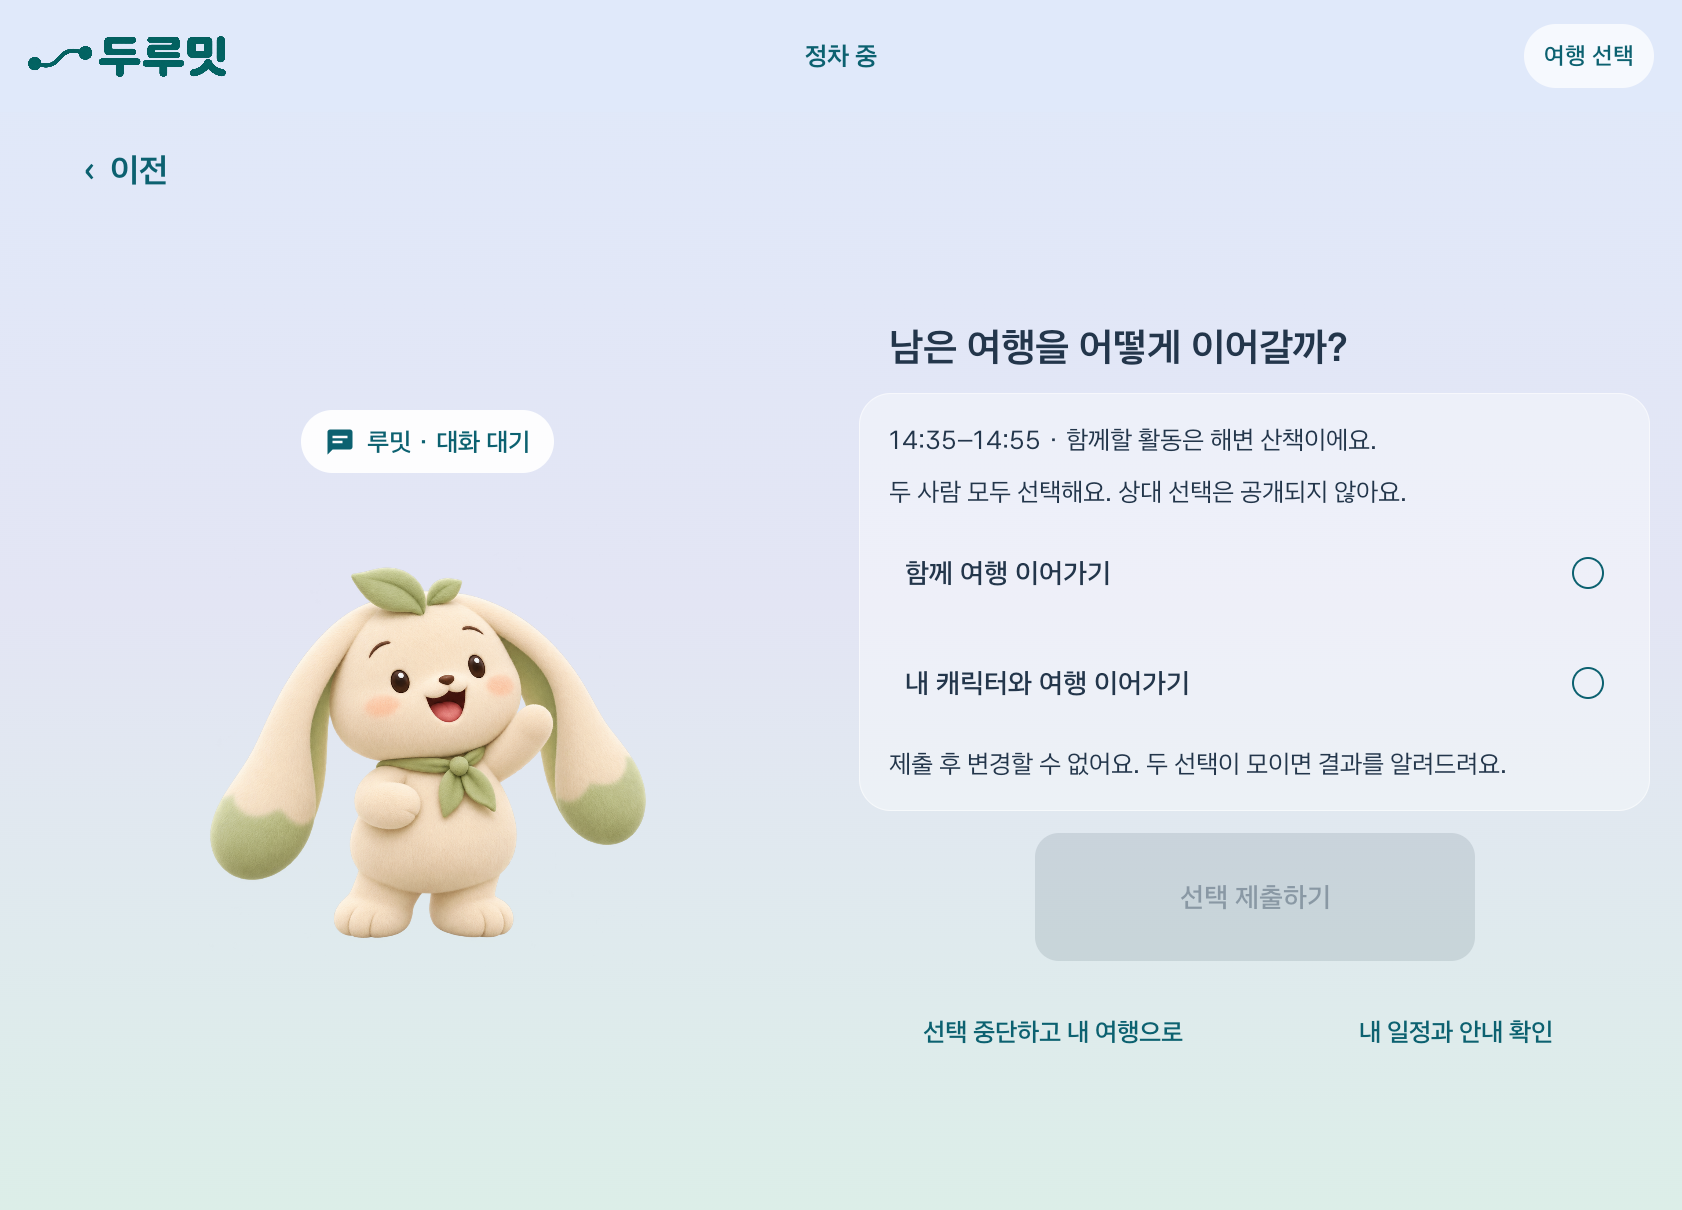 두루밋
정차 중
여행 선택
‹ 이전
남은 여행을 어떻게 이어갈까?
루밋 · 대화 대기
14:35–14:55 · 함께할 활동은 해변 산책이에요.
두 사람 모두 선택해요. 상대 선택은 공개되지 않아요.
함께 여행 이어가기
내 캐릭터와 여행 이어가기
제출 후 변경할 수 없어요. 두 선택이 모이면 결과를 알려드려요.
선택 제출하기
선택 중단하고 내 여행으로
내 일정과 안내 확인